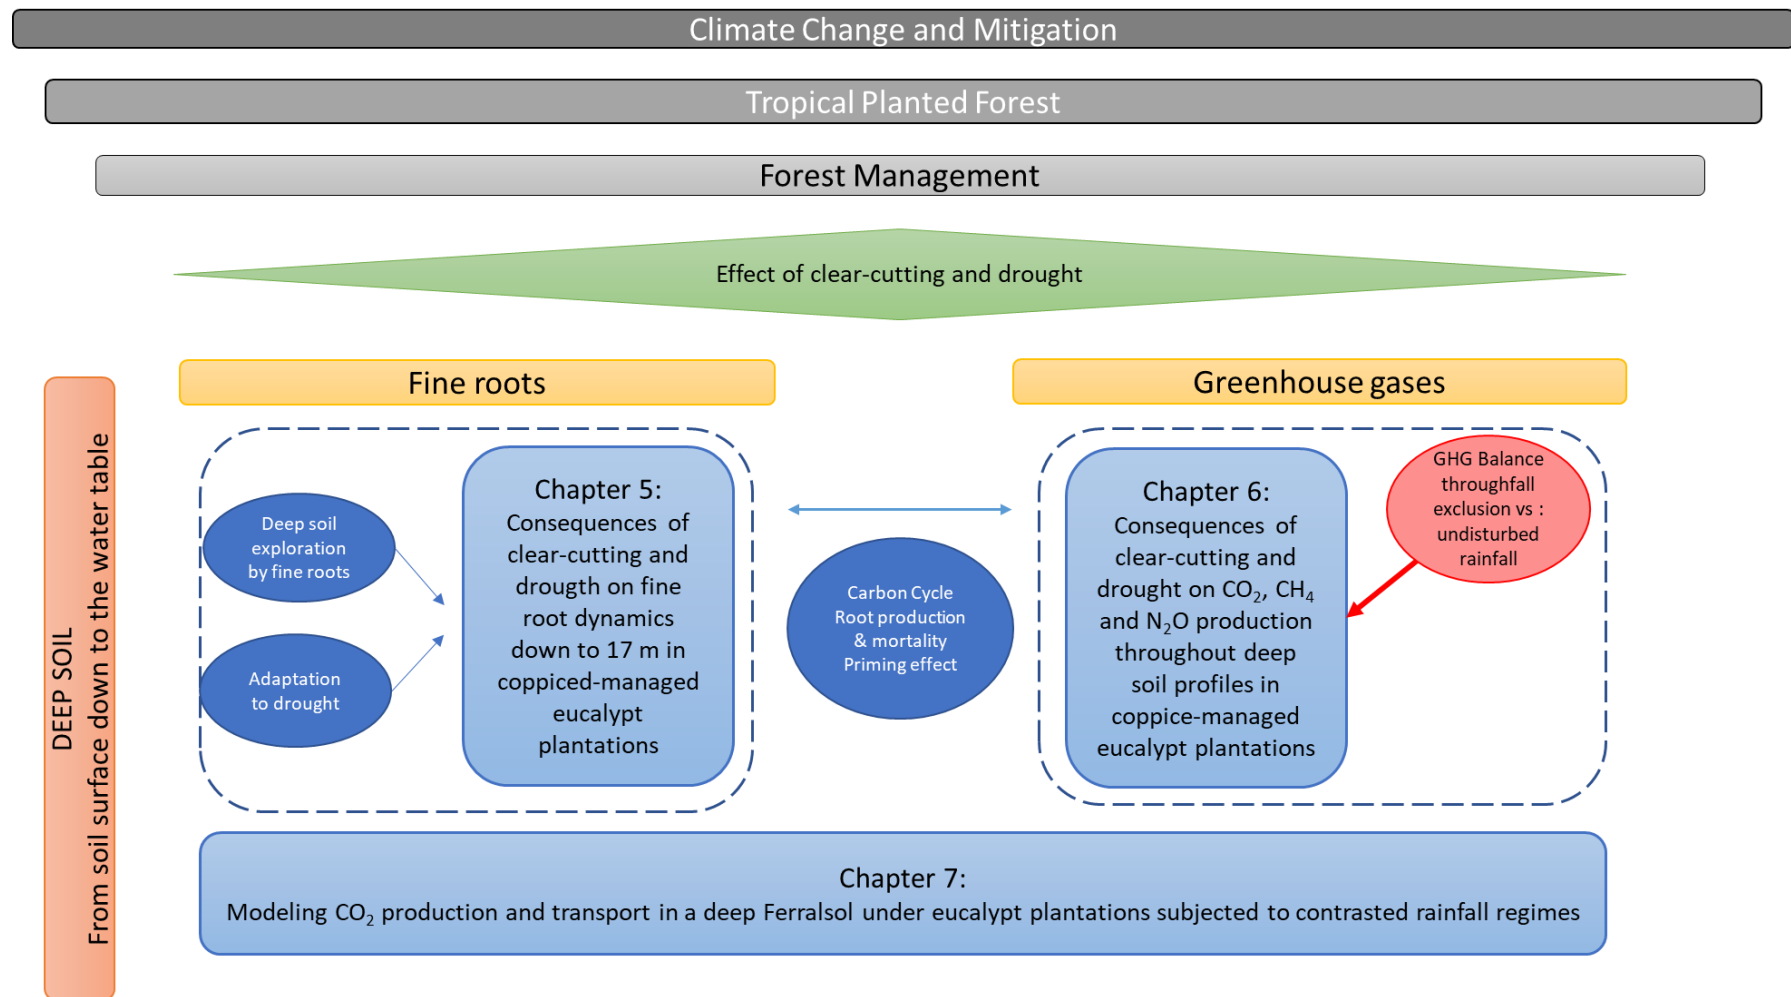 Climate Change and Mitigation
Tropical Planted Forest
Forest Management
Effect of clear-cutting and drought
DEEP SOIL
From soil surface down to the water table
Fine roots
Deep soil
exploration
by fine roots
Adaptation
to drought
Chapter 5:
Consequences of
clear-cutting and
drougth on fine
root dynamics
down to 17 m in
coppiced-managed
eucalypt
plantations
Carbon Cycle
Root production
& mortality
Priming effect
Greenhouse gases
Chapter 6:
Consequences of
clear-cutting and
drought on CO₂, CH₄
and N₂O production
throughout deep
soil profiles in
coppice-managed
eucalypt plantations
GHG Balance
throughfall
exclusion vs :
undisturbed
rainfall
Chapter 7:
Modeling CO₂ production and transport in a deep Ferralsol under eucalypt plantations subjected to contrasted rainfall regimes